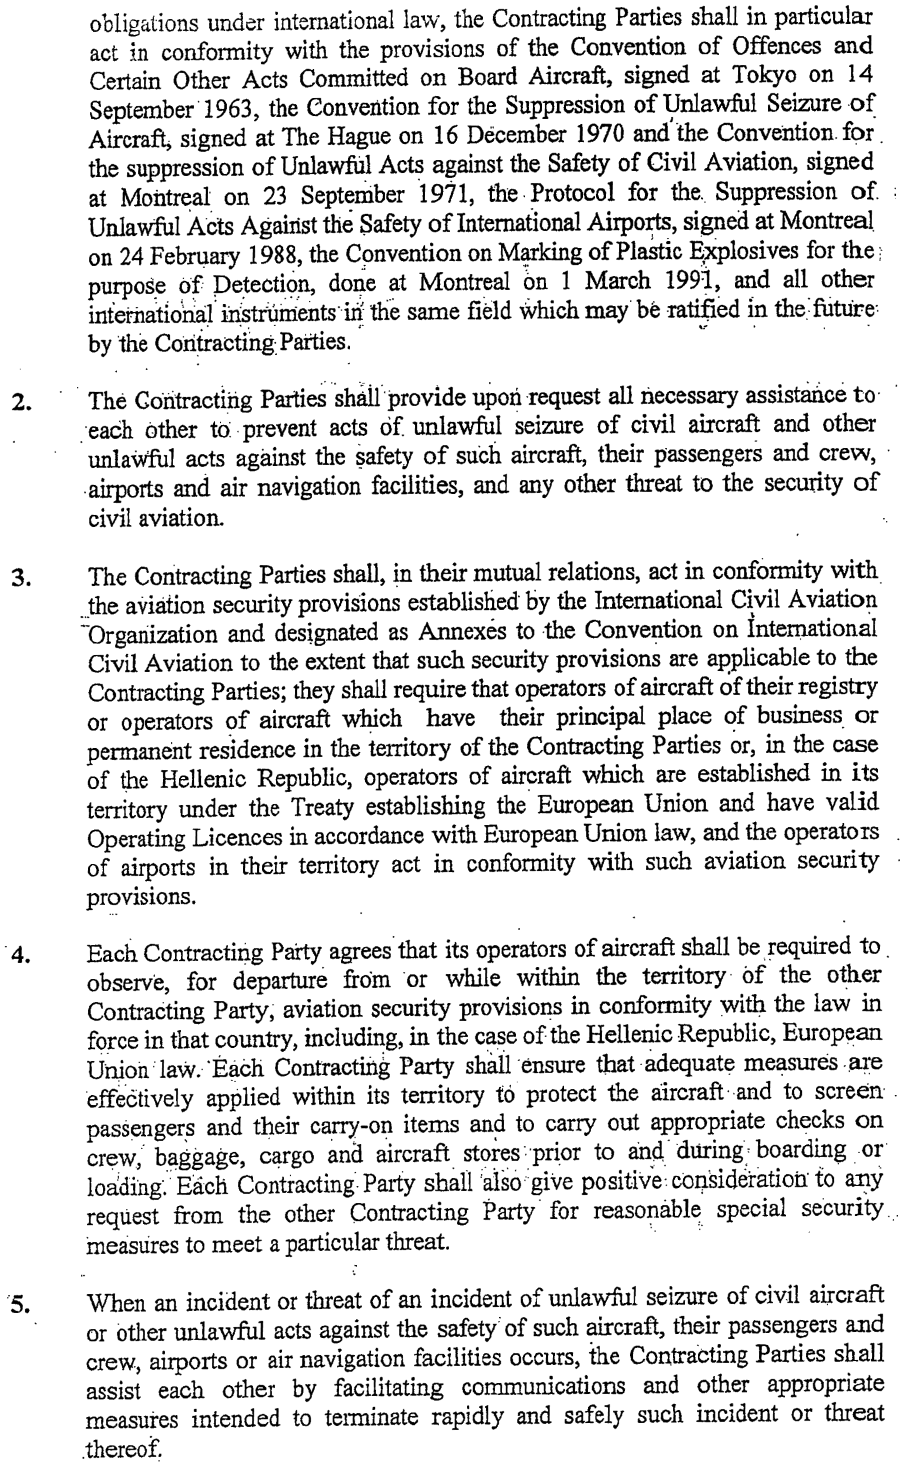 obligations under international law, the Contracting Parties shall in particular
act in conformity with the provisions of the Convention of Offences and
Certain Other Acts Committed on Board Aircraft, signed at Tokyo on 14
September 1963, the Convention for the Suppression of Unlawful Seizure of
Aircraft, signed at The Hague on 16 December 1970 and the Convention for
the suppression of Unlawful Acts against the Safety of Civil Aviation, signed
at Montreal on 23 September 1971, the Protocol for the Suppression of
Unlawful Acts Against the Safety of International Airports, signed at Montreal
on 24 February 1988, the Convention on Marking of Plastic Explosives for the
purpose of Detection, done at Montreal on 1 March 1991, and all other
international instruments in the same field which may be ratified in the future
by the Contracting Parties.
2. The Contracting Parties shall provide upon request all necessary assistance to
each other to prevent acts of unlawful seizure of civil aircraft and other
unlawful acts against the safety of such aircraft, their passengers and crew,
airports and air navigation facilities, and any other threat to the security of
civil aviation.
3. The Contracting Parties shall, in their mutual relations, act in conformity with
the aviation security provisions established by the International Civil Aviation
Organization and designated as Annexes to the Convention on International
Civil Aviation to the extent that such security provisions are applicable to the
Contracting Parties; they shall require that operators of aircraft of their registry
or operators of aircraft which have their principal place of business or
permanent residence in the territory of the Contracting Parties or, in the case
of the Hellenic Republic, operators of aircraft which are established in its
territory under the Treaty establishing the European Union and have valid
Operating Licences in accordance with European Union law, and the operators
of airports in their territory act in conformity with such aviation security
provisions.
4. Each Contracting Party agrees that its operators of aircraft shall be required to
observe, for departure from or while within the territory of the other
Contracting Party, aviation security provisions in conformity with the law in
force in that country, including, in the case of the Hellenic Republic, European
Union law. Each Contracting Party shall ensure that adequate measures are
effectively applied within its territory to protect the aircraft and to screen
passengers and their carry-on items and to carry out appropriate checks on
crew, baggage, cargo and aircraft stores prior to and during boarding or
loading. Each Contracting Party shall also give positive consideration to any
request from the other Contracting Party for reasonable special security
measures to meet a particular threat.
5. When an incident or threat of an incident of unlawful seizure of civil aircraft
or other unlawful acts against the safety of such aircraft, their passengers and
crew, airports or air navigation facilities occurs, the Contracting Parties shall
assist each other by facilitating communications and other appropriate
measures intended to terminate rapidly and safely such incident or threat
thereof.